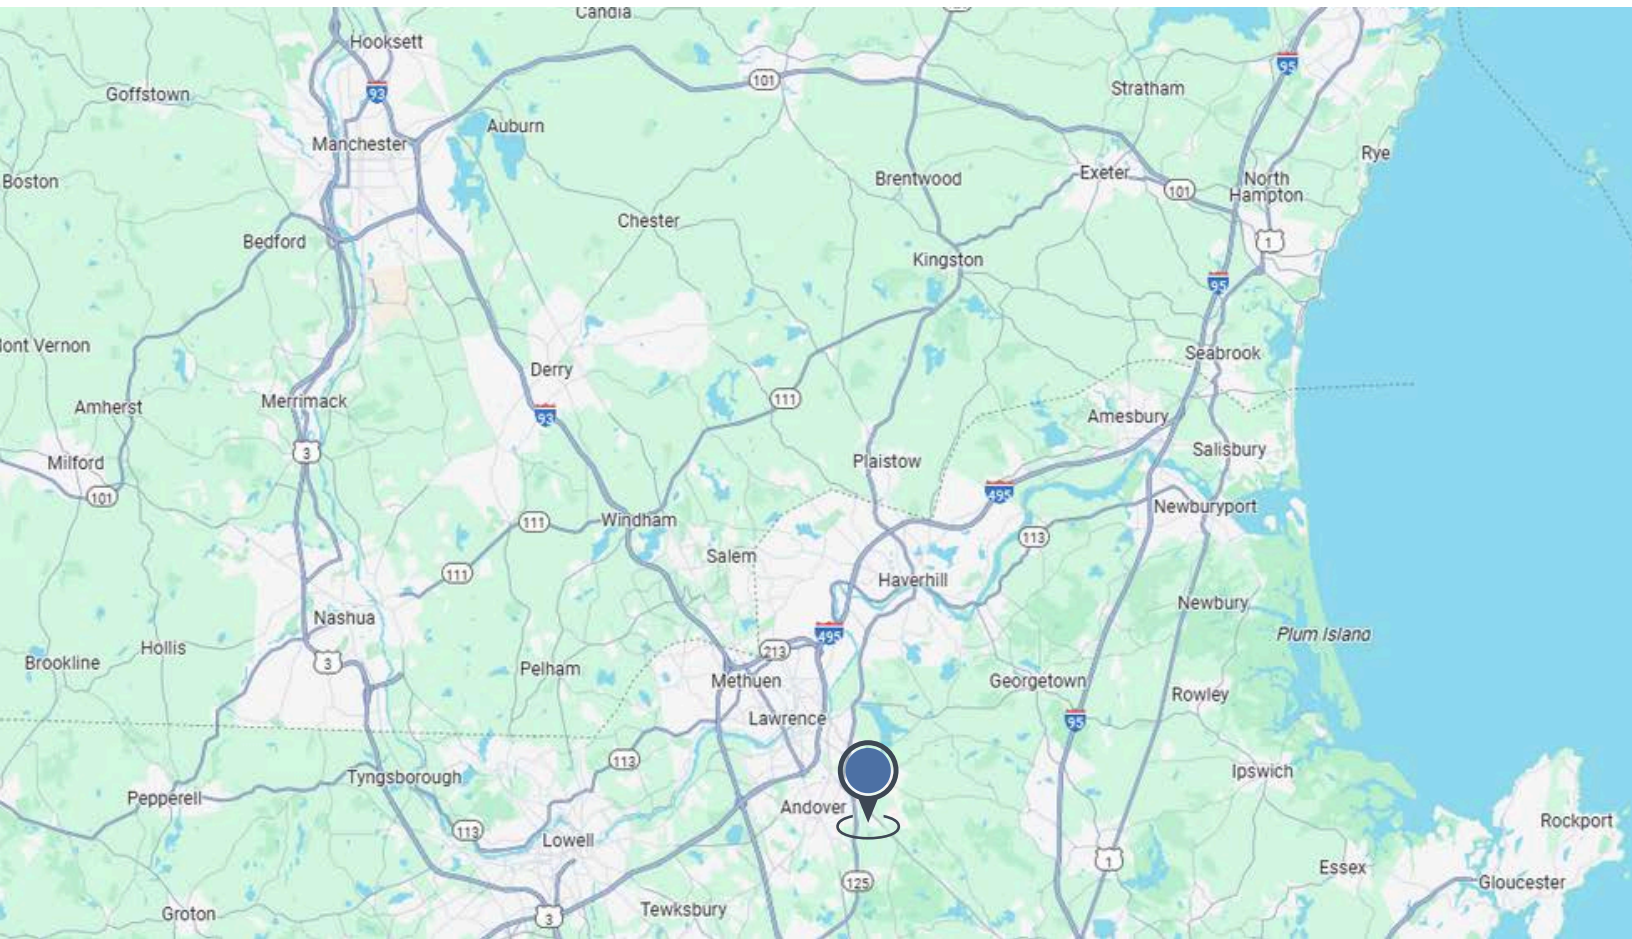 Candia
Hooksett
95
Goffstown
93
101
Stratham
Auburn
Manchester
Rye
Boston
Brentwood
Exeter
101
North
Hampton
Chester
Bedford
1
Kingston
95
ont Vernon
Seabrook
Derry
Amherst
Merrimack
111
93
Amesbury
3
Salisbury
Milford
Plaistow
101
495
Newburyport
111
Windham
113
Salem
111
Haverhill
Nashua
Newbury
495
Plum Island
Hollis
213
Brookline
3
Pelham
Methuen
Georgetown
Rowley
Lawrence
95
113
Tyngsborough
Ipswich
Pepperell
Andover
Rockport
113
Lowell
1
Essex
125
Gloucester
Groton
3
Tewksbury